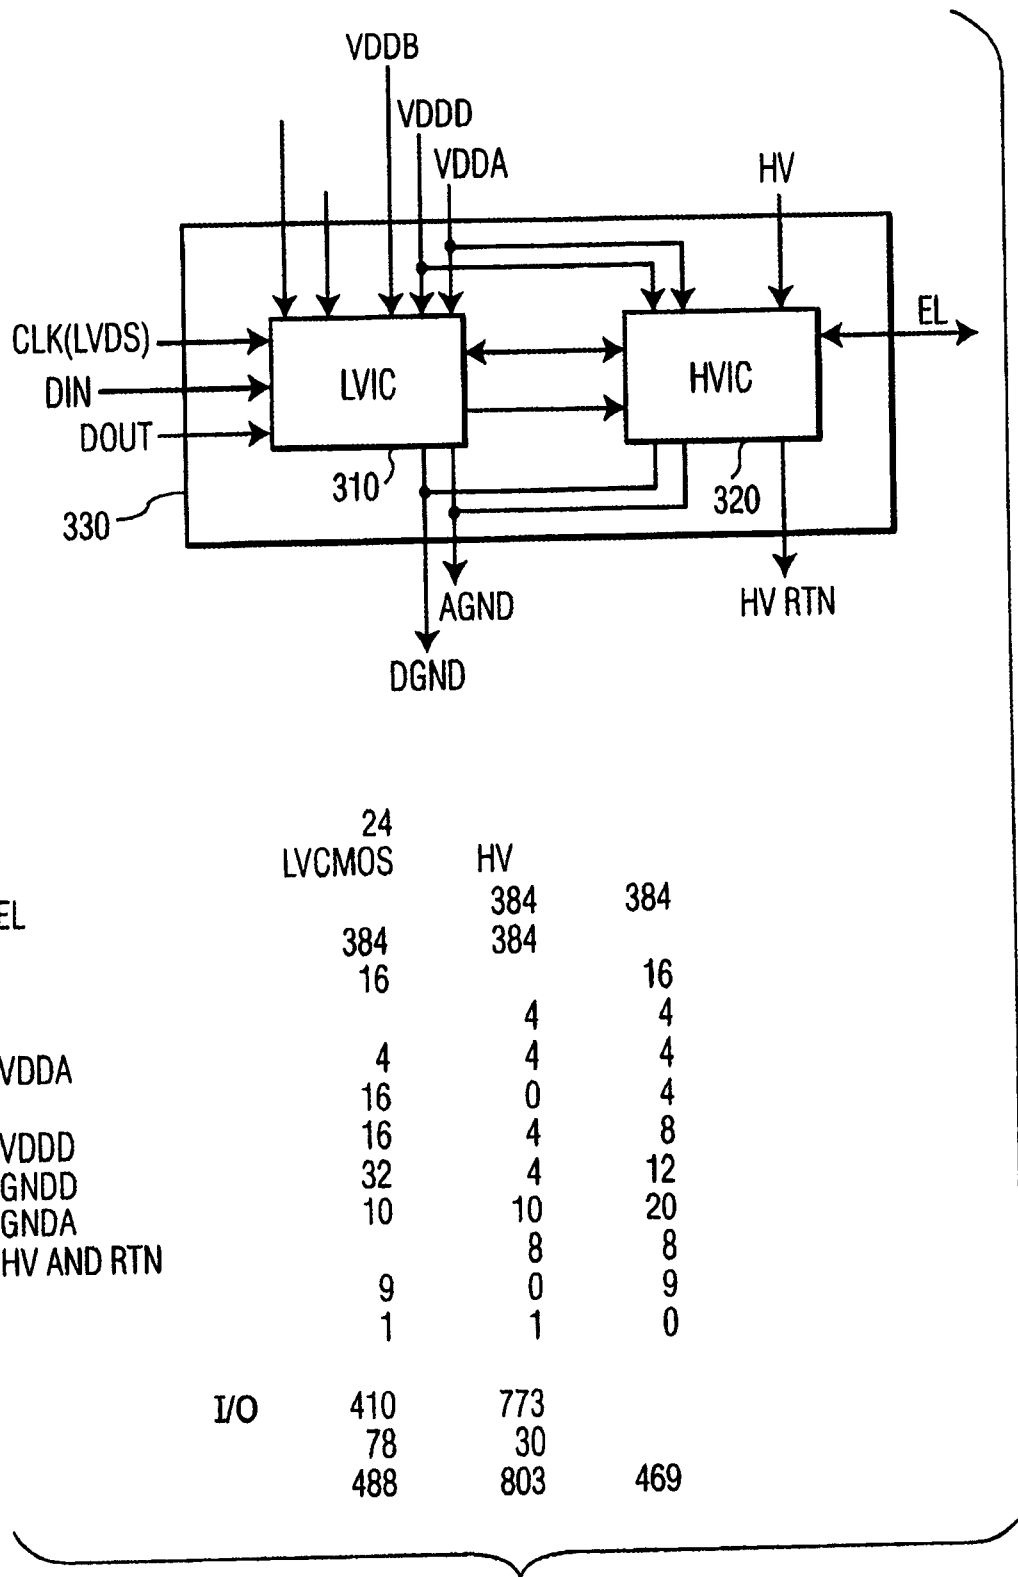 VDDB
VDDD
VDDA
HV
CLK(LVDS)
DIN
DOUT
LVIC
HVIC
EL
310
320
330
AGND
DGND
HV RTN
24
LVCMOS HV
EL 384 384
384 384
16 16
4 4
VDDA 4 4 4
16 0 4
VDDD 16 4 8
GNDD 32 4 12
GNDA 10 10 20
HV AND RTN 8 8
9 0 9
1 1 0
I/O 410 773
78 30
488 803 469